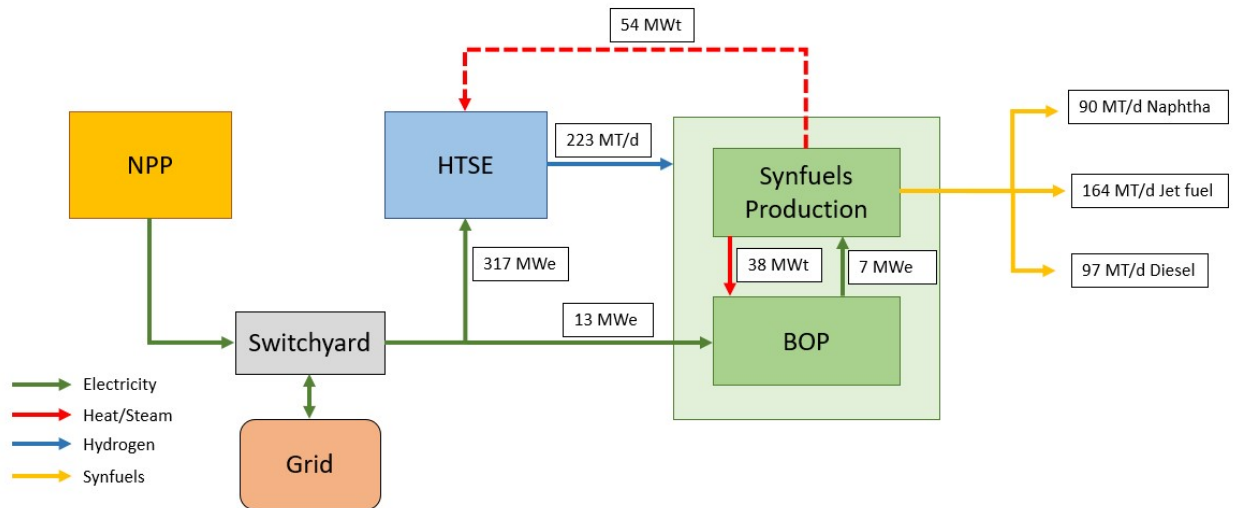 54 MWt
NPP
HTSE
223 MT/d
Synfuels
Production
90 MT/d Naphtha
164 MT/d Jet fuel
97 MT/d Diesel
317 MWe
38 MWt
7 MWe
13 MWe
Switchyard
BOP
Grid
Electricity
Heat/Steam
Hydrogen
Synfuels